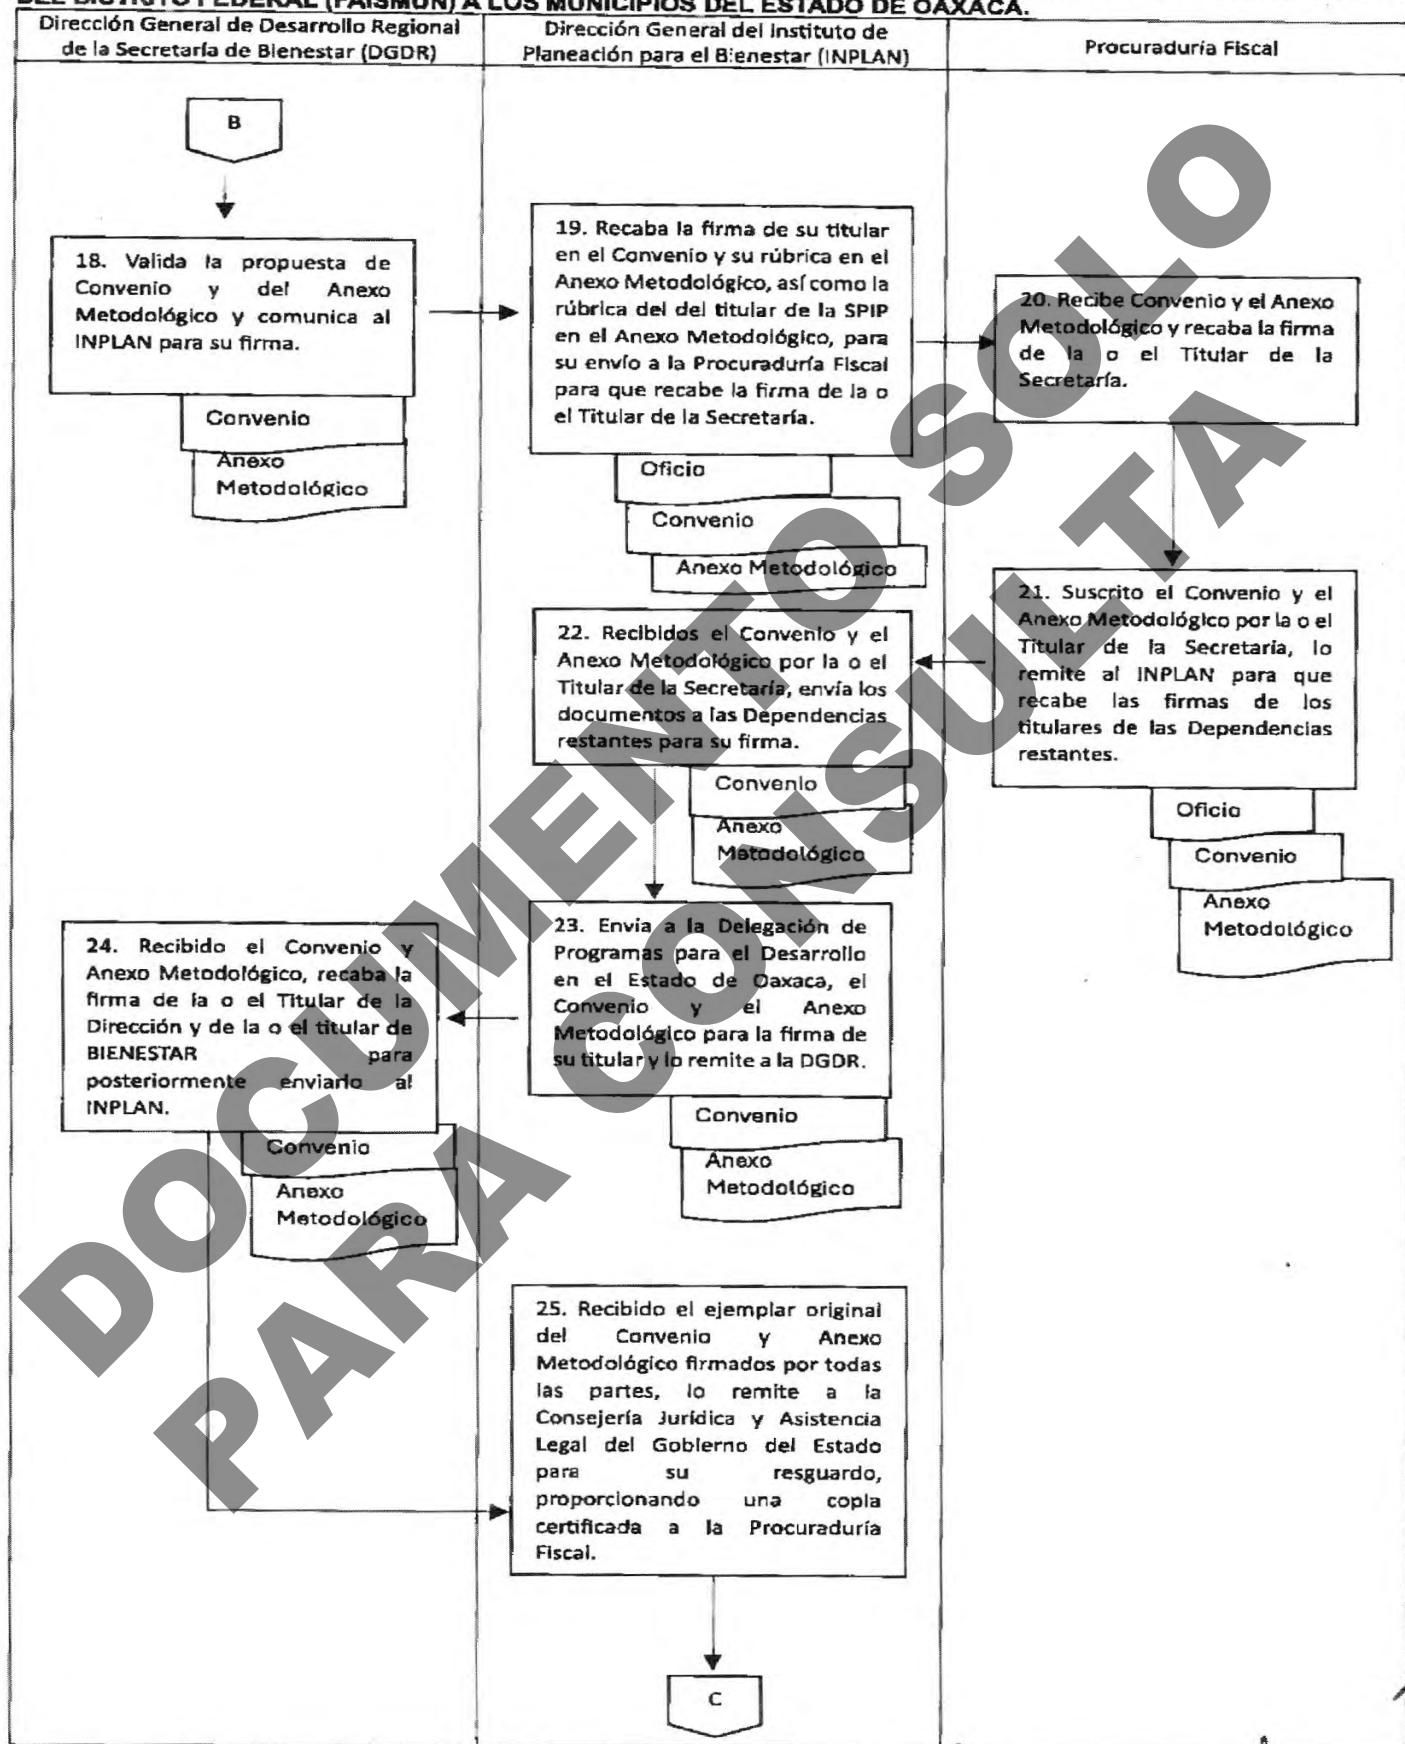 DEL DISTRITO FEDERAL (FAISMUN) A LOS MUNICIPIOS DEL ESTADO DE OAXACA.
Dirección General de Desarrollo Regional
de la Secretaría de Bienestar (DGDR)
Dirección General del Instituto de
Planeación para el Bienestar (INPLAN)
Procuraduría Fiscal
B
18. Valida la propuesta de
Convenio y del Anexo
Metodológico y comunica al
INPLAN para su firma.
Convenio
Anexo
Metodológico
19. Recaba la firma de su titular
en el Convenio y su rúbrica en el
Anexo Metodológico, así como la
rúbrica del del titular de la SPIP
en el Anexo Metodológico, para
su envío a la Procuraduría Fiscal
para que recabe la firma de la o
el Titular de la Secretaría.
Oficio
Convenio
Anexo Metodológico
20. Recibe Convenio y el Anexo
Metodológico y recaba la firma
de la o el Titular de la
Secretaría.
21. Suscrito el Convenio y el
Anexo Metodológico por la o el
Titular de la Secretaría, lo
remite al INPLAN para que
recabe las firmas de los
titulares de las Dependencias
restantes.
Oficio
Convenio
Anexo
Metodológico
22. Recibidos el Convenio y el
Anexo Metodológico por la o el
Titular de la Secretaría, envía los
documentos a las Dependencias
restantes para su firma.
Convenio
Anexo
Metodológico
23. Envia a la Delegación de
Programas para el Desarrollo
en el Estado de Oaxaca, el
Convenio y el Anexo
Metodológico para la firma de
su titular y lo remite a la DGDR.
Convenio
Anexo
Metodológico
24. Recibido el Convenio y
Anexo Metodológico, recaba la
firma de la o el Titular de la
Dirección y de la o el titular de
BIENESTAR para
posteriormente enviarlo al
INPLAN.
Convenio
Anexo
Metodológico
25. Recibido el ejemplar original
del Convenio y Anexo
Metodológico firmados por todas
las partes, lo remite a la
Consejería Jurídica y Asistencia
Legal del Gobierno del Estado
para su resguardo,
proporcionando una copia
certificada a la Procuraduría
Fiscal.
C
DOCUMENTO SOLO
PARA CONSULTA